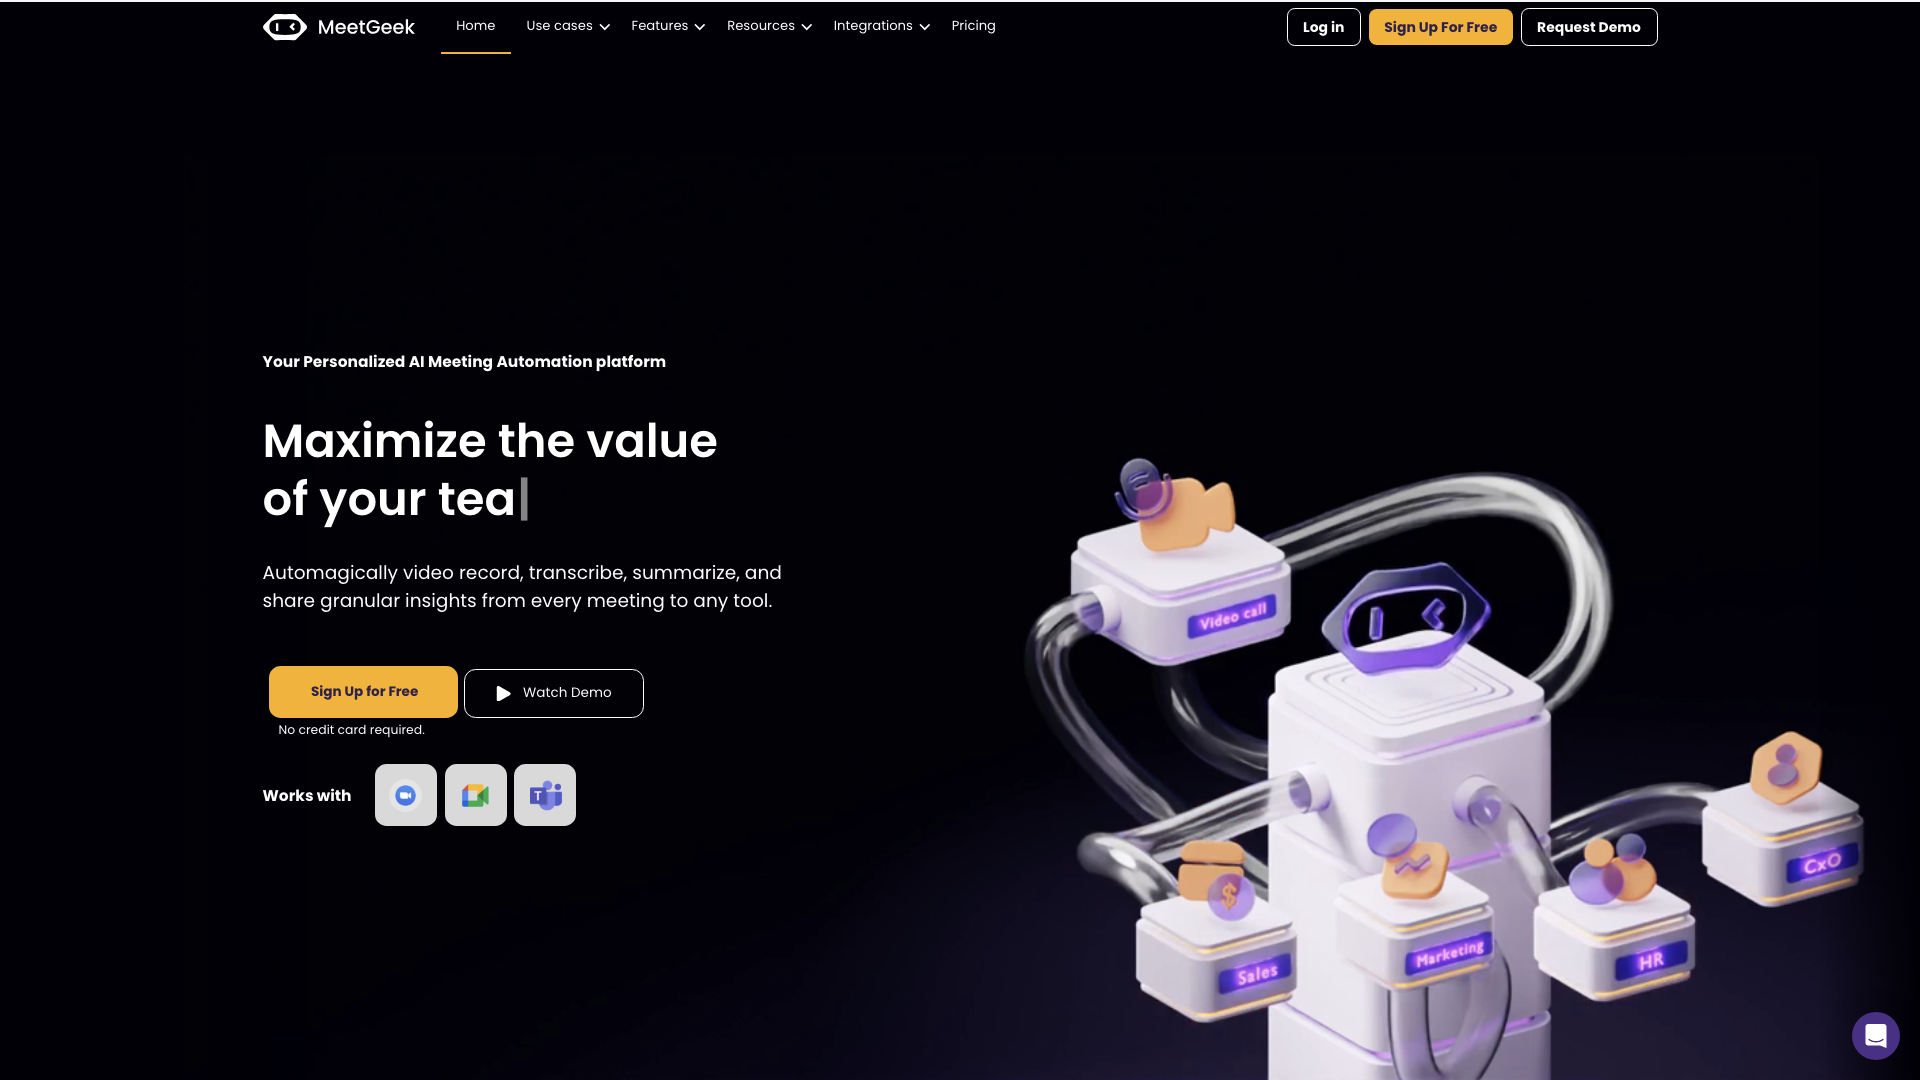 MeetGeek
Home
Use cases
Features
Resources
Integrations
Pricing
Log in
Sign Up For Free
Request Demo
Your Personalized AI Meeting Automation platform
Maximize the value
of your tea
Automagically video record, transcribe, summarize, and
share granular insights from every meeting to any tool.
Sign Up for Free
Watch Demo
No credit card required.
Works with
T
Video call
CxO
Marketing
HR
Sales
$